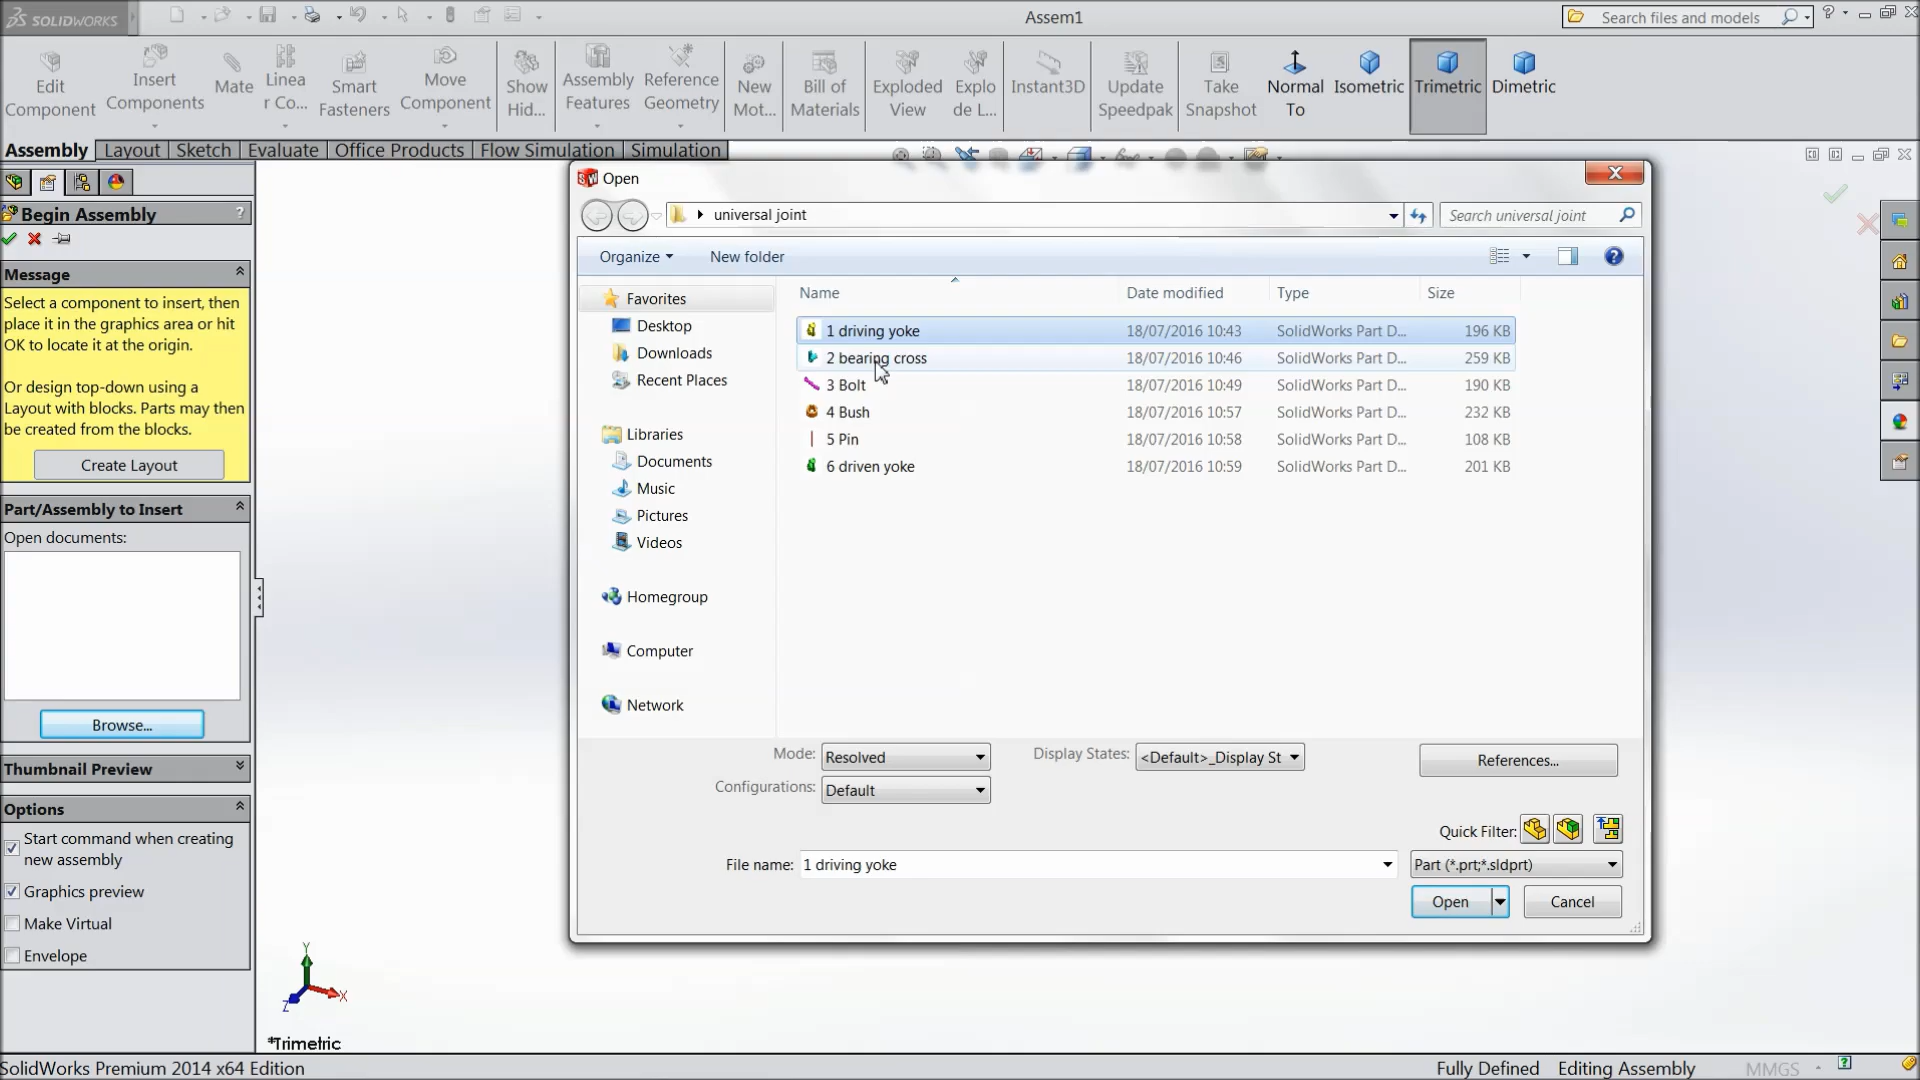 SOLIDWORKS
Assem1
Search files and models
Edit Component
Insert Components
Mate
Linea r Co...
Smart Fasteners
Move Component
Show Hid...
Assembly Features
Reference Geometry
New Mot...
Bill of Materials
Exploded View
Explo de L...
Instant3D
Update Speedpak
Take Snapshot
Normal To
Isometric
Trimetric
Dimetric
Assembly
Layout
Sketch
Evaluate
Office Products
Flow Simulation
Simulation
Begin Assembly
?
Message
Select a component to insert, then
place it in the graphics area or hit
OK to locate it at the origin.
Or design top-down using a
Layout with blocks. Parts may then
be created from the blocks.
Create Layout
Part/Assembly to Insert
Open documents:
Browse...
Thumbnail Preview
Options
Start command when creating
new assembly
Graphics preview
Make Virtual
Envelope
Open
universal joint
Search universal joint
Organize
New folder
Favorites
Desktop
Downloads
Recent Places
Libraries
Documents
Music
Pictures
Videos
Homegroup
Computer
Network
Name Date modified Type Size
1 driving yoke 18/07/2016 10:43 SolidWorks Part D... 196 KB
2 bearing cross 18/07/2016 10:46 SolidWorks Part D... 259 KB
3 Bolt 18/07/2016 10:49 SolidWorks Part D... 190 KB
4 Bush 18/07/2016 10:57 SolidWorks Part D... 232 KB
5 Pin 18/07/2016 10:58 SolidWorks Part D... 108 KB
6 driven yoke 18/07/2016 10:59 SolidWorks Part D... 201 KB
Mode: Resolved
Display States: <Default>_Display St
References...
Configurations: Default
Quick Filter:
File name: 1 driving yoke
Part (*.prt;*.sldprt)
Open
Cancel
Y
X
Z
*Trimetric
SolidWorks Premium 2014 x64 Edition
Fully Defined
Editing Assembly
MMGS